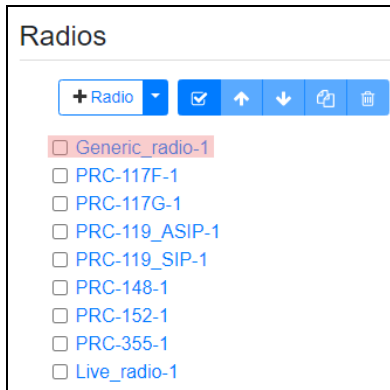 Radios
+ Radio
Generic_radio-1
PRC-117F-1
PRC-117G-1
PRC-119_ASIP-1
PRC-119_SIP-1
PRC-148-1
PRC-152-1
PRC-355-1
Live_radio-1